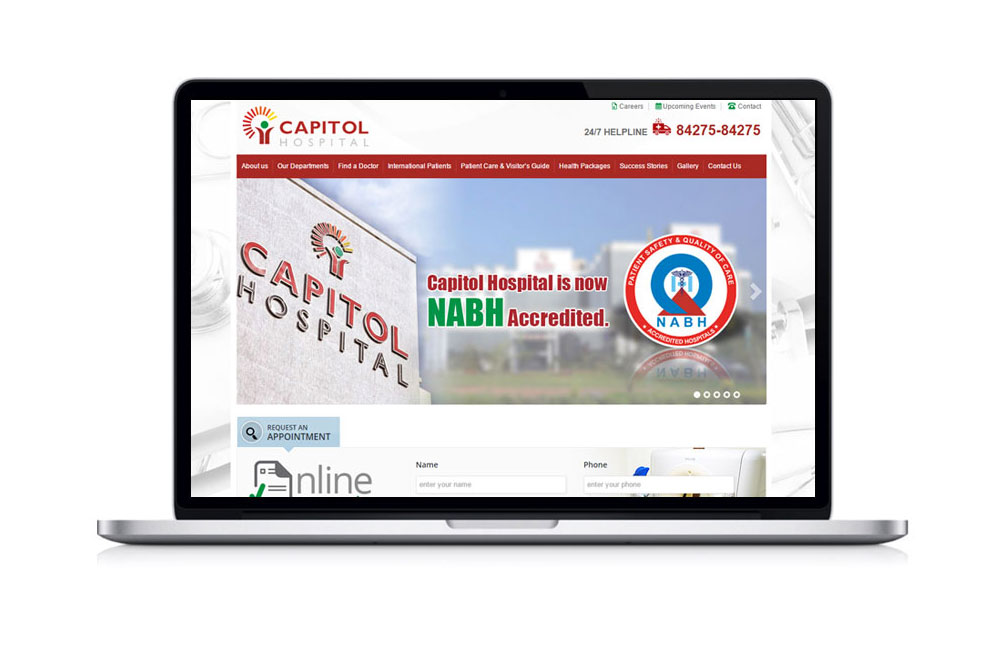 Careers Upcoming Events Contact
CAPITOL
HOSPITAL
24/7 HELPLINE 84275-84275
About us Our Departments Find a Doctor International Patients Patient Care & Visitor's Guide Health Packages Success Stories Gallery Contact Us
CAPITOL
HOSPITAL
Capitol Hospital is now
NABH Accredited.
PATIENT SAFETY & QUALITY OF CARE
NABH
ACCREDITED HOSPITALS
REQUEST AN
APPOINTMENT
nline
Name
enter your name
Phone
enter your phone